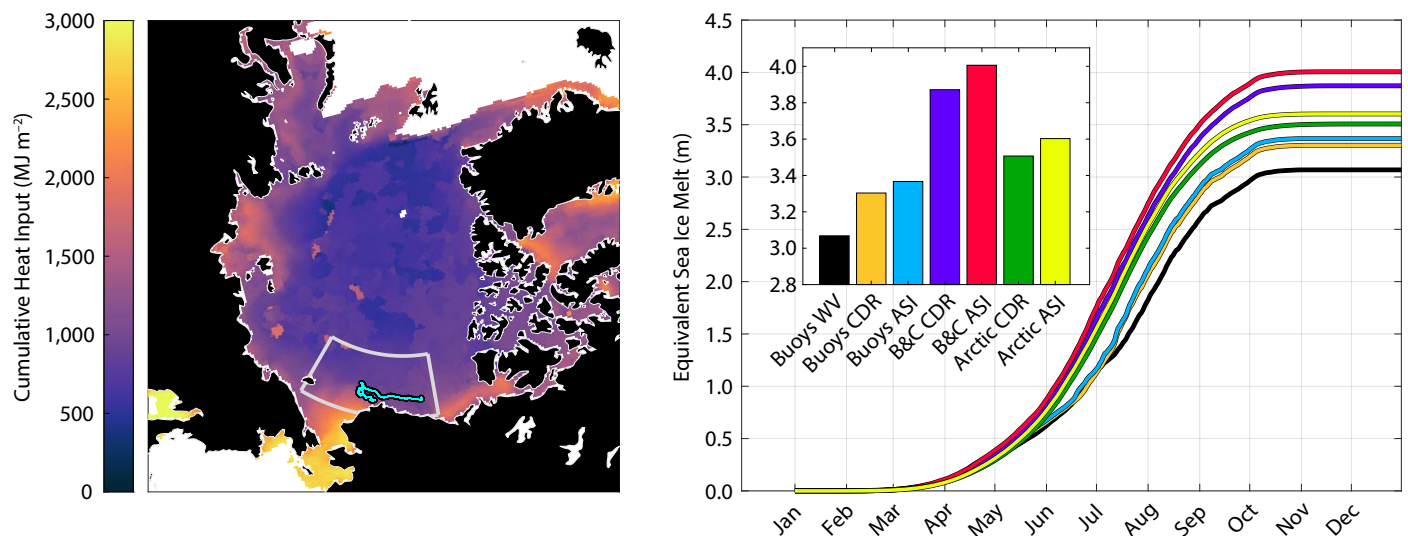 Cumulative Heat Input (MJ m⁻²)
3,000
2,500
2,000
1,500
1,000
500
0
Equivalent Sea Ice Melt (m)
4.5
4.0
3.5
3.0
2.5
2.0
1.5
1.0
0.5
0.0
4.0
3.8
3.6
3.4
3.2
3.0
2.8
Buoys WV
Buoys CDR
Buoys ASI
B&C CDR
B&C ASI
Arctic CDR
Arctic ASI
Jan
Feb
Mar
Apr
May
Jun
Jul
Aug
Sep
Oct
Nov
Dec